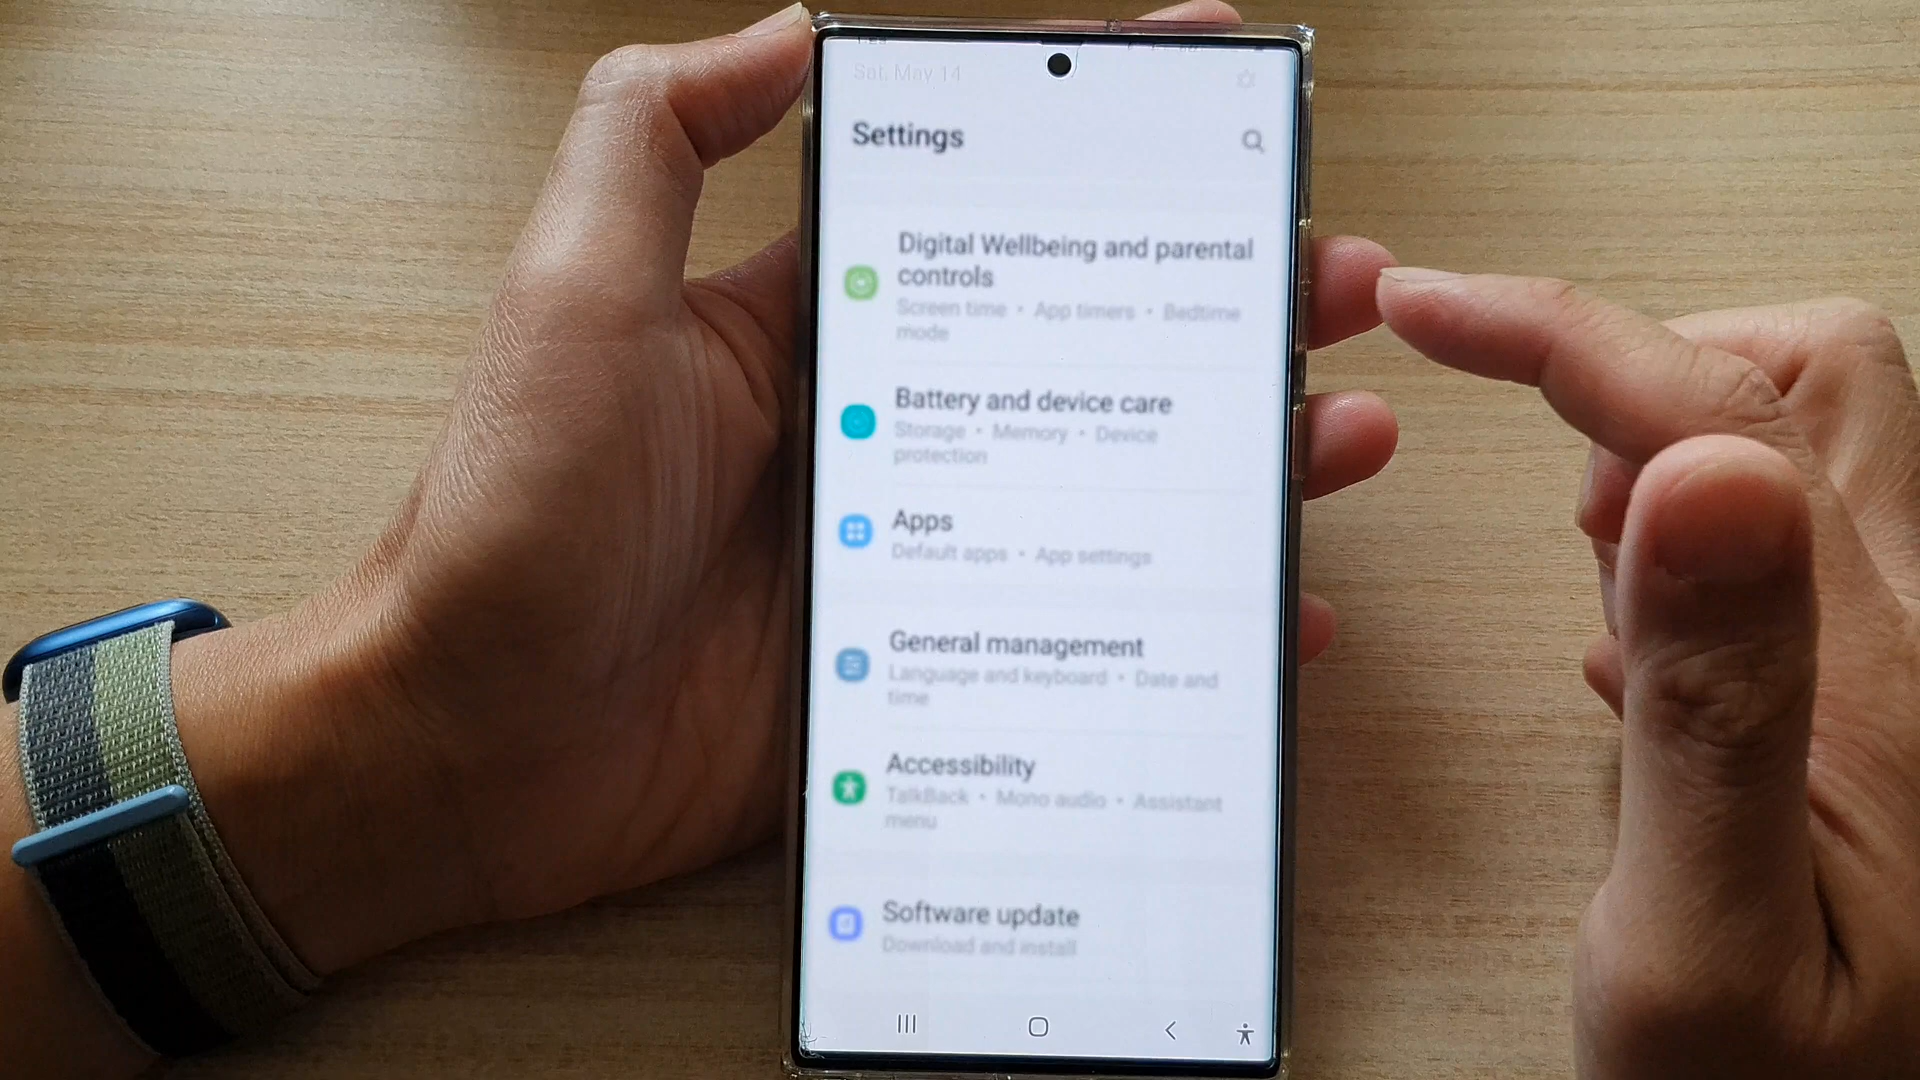 Sat, May 14
Settings
Digital Wellbeing and parental
controls
Screen time • App timers • Bedtime
mode
Battery and device care
Storage • Memory • Device
protection
Apps
Default apps • App settings
General management
Language and keyboard • Date and
time
Accessibility
TalkBack • Mono audio • Assistant
menu
Software update
Download and install